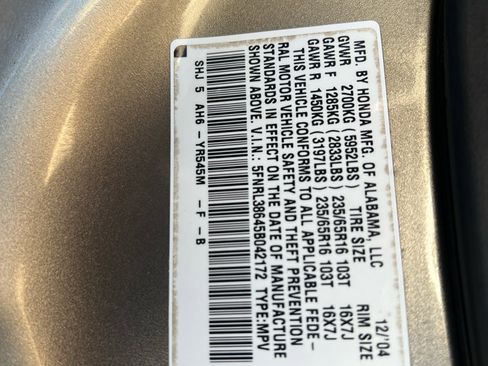 MFD. BY HONDA MFG. OF ALABAMA, LLC 12/'04
GVWR 2700KG (5952LBS) TIRE SIZE RIM SIZE
GAWR F 1285KG (2833LBS) 235/65R16 103T 16X7J
GAWR R 1450KG (3197LBS) 235/65R16 103T 16X7J
THIS VEHICLE CONFORMS TO ALL APPLICABLE FEDE-
RAL MOTOR VEHICLE SAFETY AND THEFT PREVENTION
STANDARDS IN EFFECT ON THE DATE OF MANUFACTURE
SHOWN ABOVE. V.I.N.: 5FNRL38645B042172 TYPE:MPV
SHJ 5 AH6 - YR545M - F - B